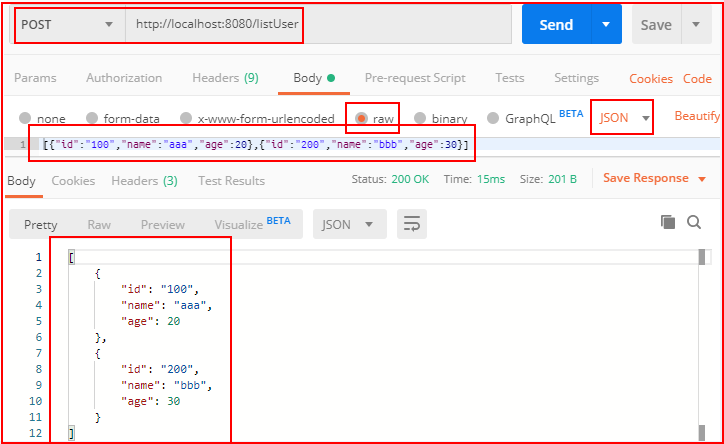 POST http://localhost:8080/listUser Send Save
Params Authorization Headers (9) Body Pre-request Script Tests Settings Cookies Code
none form-data x-www-form-urlencoded raw binary GraphQL BETA JSON Beautify
1 [{"id":"100","name":"aaa","age":20},{"id":"200","name":"bbb","age":30}]
Body Cookies Headers (3) Test Results Status: 200 OK Time: 15ms Size: 201 B Save Response
Pretty Raw Preview Visualize BETA JSON
1 [
2 {
3 "id": "100",
4 "name": "aaa",
5 "age": 20
6 },
7 {
8 "id": "200",
9 "name": "bbb",
10 "age": 30
11 }
12 ]